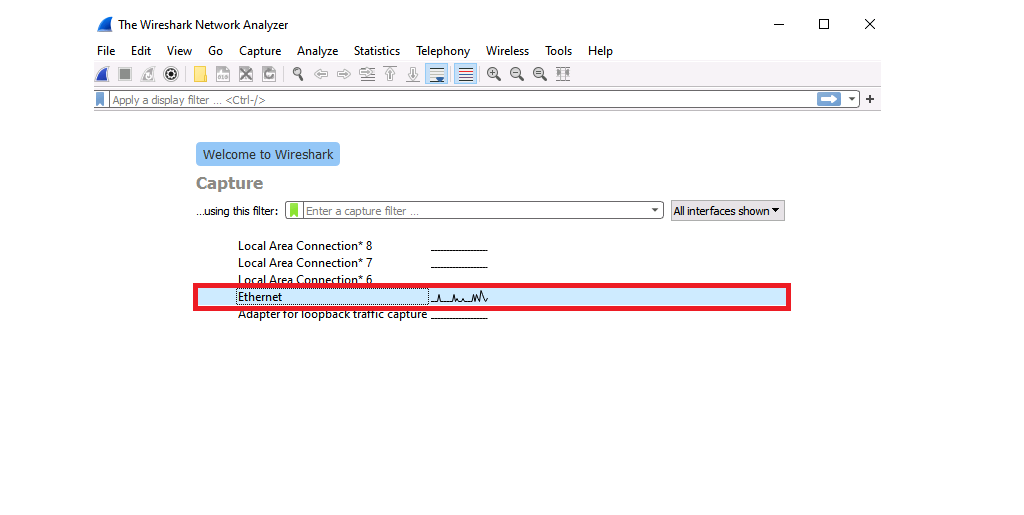 The Wireshark Network Analyzer
File Edit View Go Capture Analyze Statistics Telephony Wireless Tools Help
Apply a display filter ... <Ctrl-/>
Welcome to Wireshark
Capture
...using this filter: Enter a capture filter ... All interfaces shown
Local Area Connection* 8
Local Area Connection* 7
Local Area Connection* 6
Ethernet
Adapter for loopback traffic capture